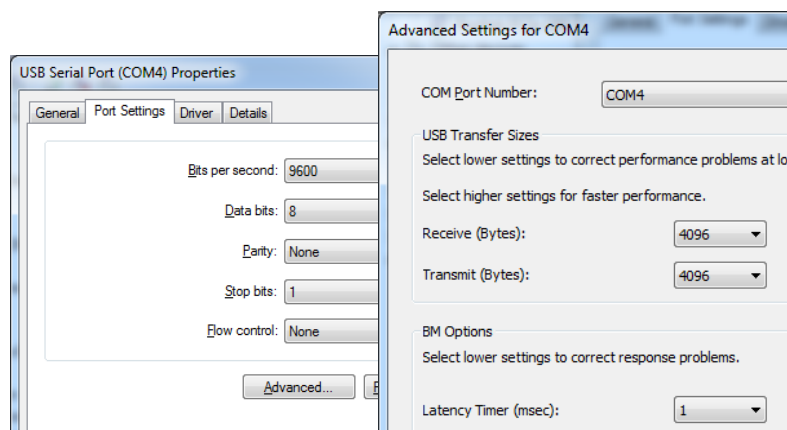 USB Serial Port (COM4) Properties
General Port Settings Driver Details
Bits per second: 9600
Data bits: 8
Parity: None
Stop bits: 1
Flow control: None
Advanced...
Advanced Settings for COM4
COM Port Number: COM4
USB Transfer Sizes
Select lower settings to correct performance problems at lo
Select higher settings for faster performance.
Receive (Bytes): 4096
Transmit (Bytes): 4096
BM Options
Select lower settings to correct response problems.
Latency Timer (msec): 1